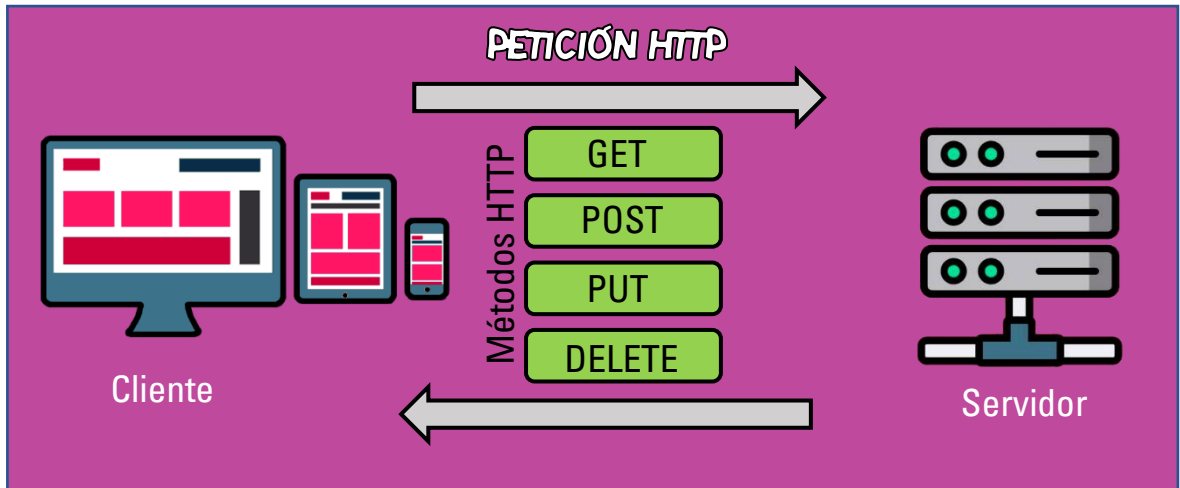 PETICIÓN HTTP
Métodos HTTP
GET
POST
PUT
DELETE
Cliente
Servidor